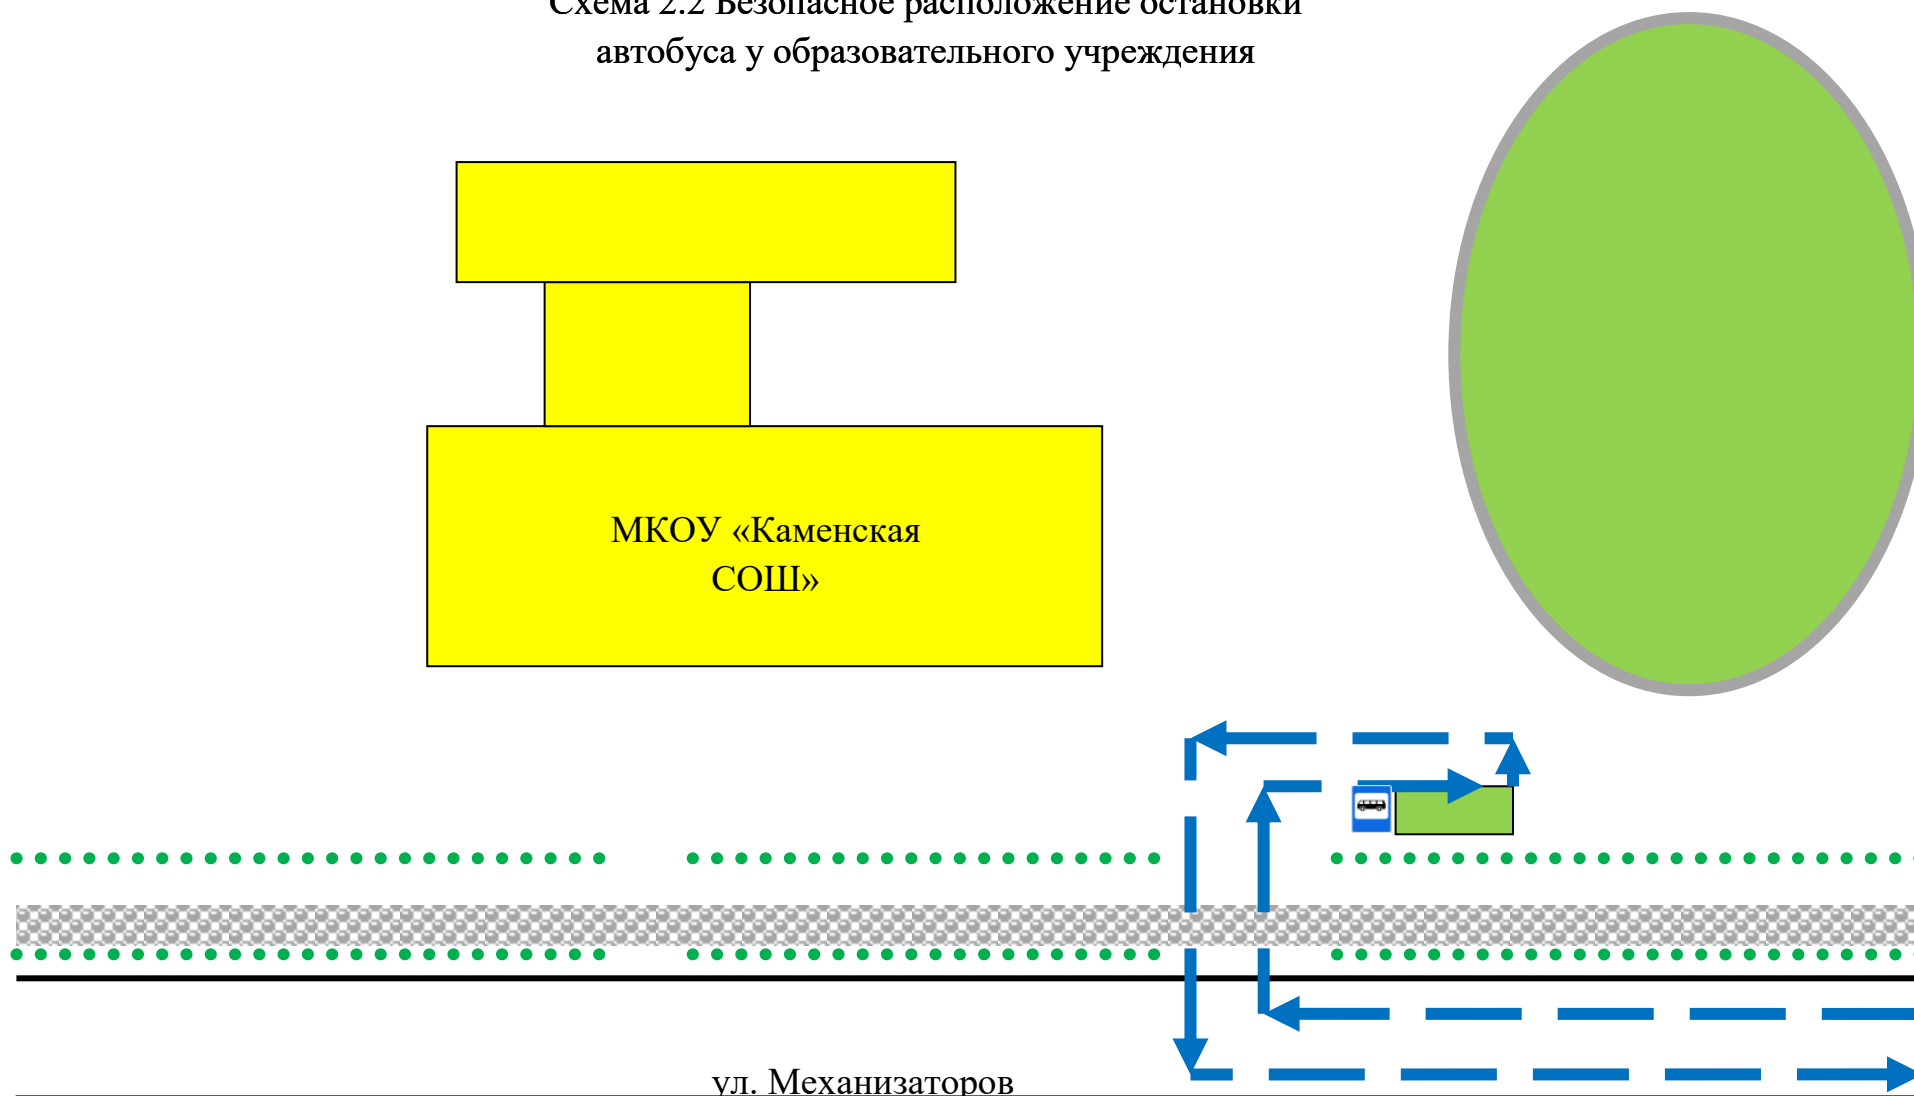 Схема 2.2 Безопасное расположение остановки
автобуса у образовательного учреждения
МКОУ «Каменская
СОШ»
ул. Механизаторов